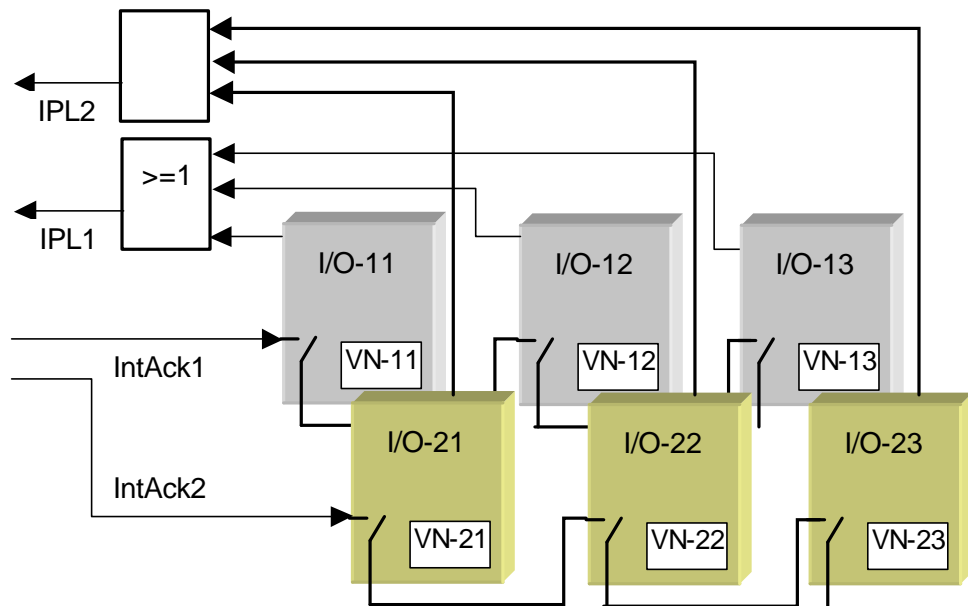 IPL2
>=1
IPL1
I/O-11
I/O-12
I/O-13
IntAck1
VN-11
VN-12
VN-13
I/O-21
I/O-22
I/O-23
IntAck2
VN-21
VN-22
VN-23